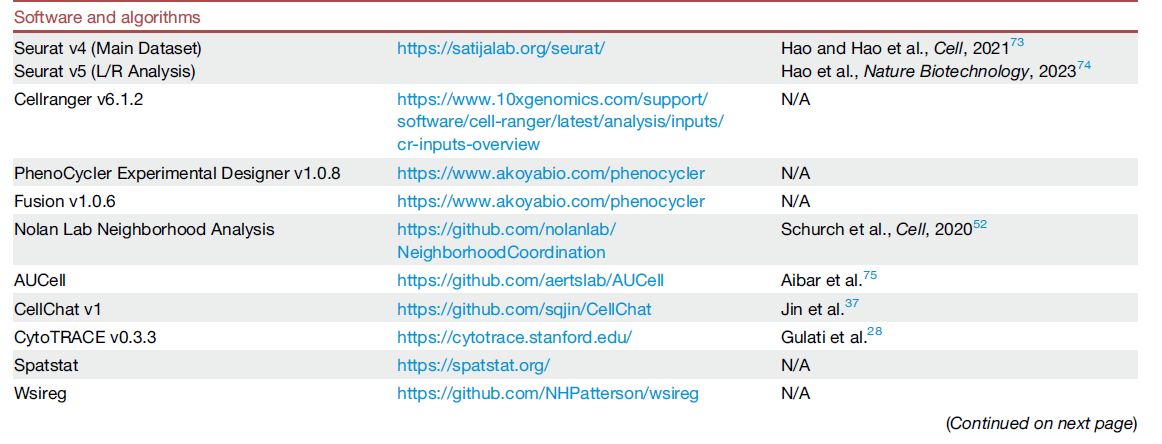 Software and algorithms
Seurat v4 (Main Dataset) https://satijalab.org/seurat/ Hao and Hao et al., Cell, 202173
Seurat v5 (L/R Analysis) Hao et al., Nature Biotechnology, 202374
Cellranger v6.1.2 https://www.10xgenomics.com/support/ N/A
software/cell-ranger/latest/analysis/inputs/
cr-inputs-overview
PhenoCycler Experimental Designer v1.0.8 https://www.akoyabio.com/phenocycler N/A
Fusion v1.0.6 https://www.akoyabio.com/phenocycler N/A
Nolan Lab Neighborhood Analysis https://github.com/nolanlab/ Schurch et al., Cell, 202052
NeighborhoodCoordination
AUCell https://github.com/aertslab/AUCell Aibar et al.75
CellChat v1 https://github.com/sqjin/CellChat Jin et al.37
CytoTRACE v0.3.3 https://cytotrace.stanford.edu/ Gulati et al.28
Spatstat https://spatstat.org/ N/A
Wsireg https://github.com/NHPatterson/wsireg N/A
(Continued on next page)